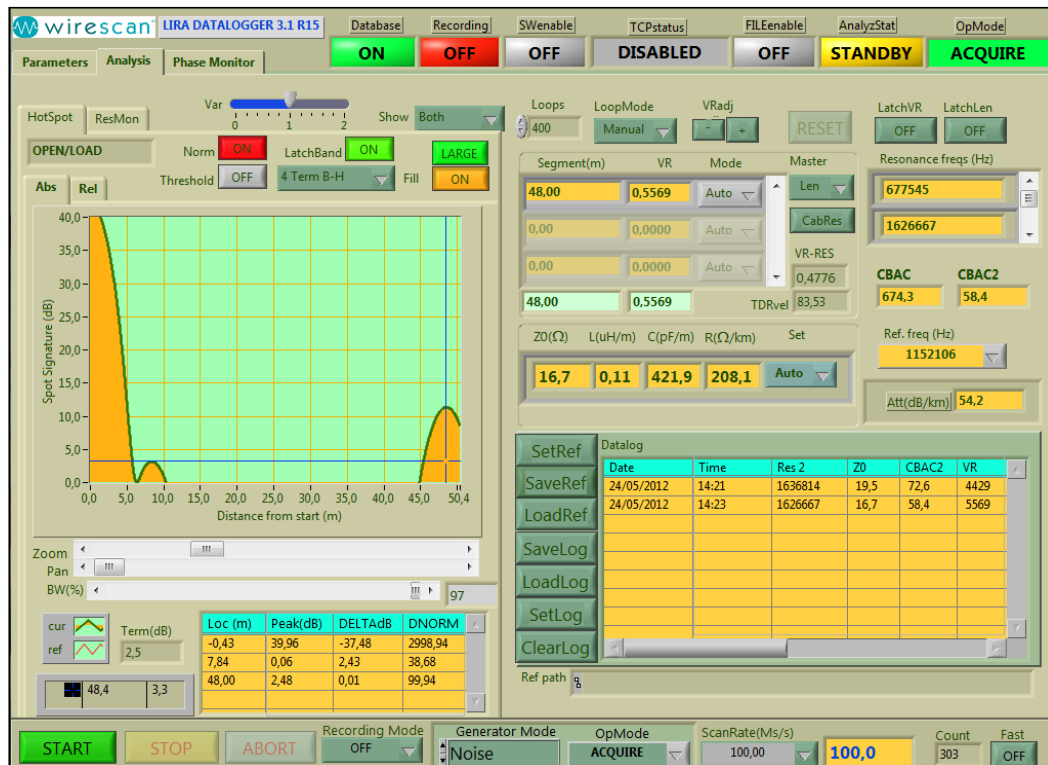 wirescan LIRA DATALOGGER 3.1 R15
Database Recording SWenable TCPstatus FILEenable AnalyzStat OpMode
ON OFF OFF DISABLED OFF STANDBY ACQUIRE
Parameters Analysis Phase Monitor
HotSpot ResMon
Var
0 1 2
Show Both
OPEN/LOAD
Norm ON
LatchBand ON
LARGE
Threshold OFF
4 Term B-H
Fill ON
Abs Rel
Spot Signature (dB)
40,0
35,0
30,0
25,0
20,0
15,0
10,0
5,0
0,0
0,0 5,0 10,0 15,0 20,0 25,0 30,0 35,0 40,0 45,0 50,4
Distance from start (m)
Zoom
Pan
BW(%)
97
cur
ref
Term(dB)
2,5
48,4 3,3
Loc (m) Peak(dB) DELTAdB DNORM
-0,43 39,96 -37,48 2998,94
7,84 0,06 2,43 38,68
48,00 2,48 0,01 99,94
Loops
400
LoopMode
Manual
VRadj
- +
RESET
LatchVR LatchLen
OFF OFF
Segment(m) VR Mode
48,00 0,5569 Auto
0,00 0,0000 Auto
0,00 0,0000 Auto
48,00 0,5569
Master
Len
CabRes
VR-RES
0,4776
TDRvel 83,53
Resonance freqs (Hz)
677545
1626667
CBAC CBAC2
674,3 58,4
Ref. freq (Hz)
1152106
Att(dB/km) 54,2
Z0(Ω) L(uH/m) C(pF/m) R(Ω/km) Set
16,7 0,11 421,9 208,1 Auto
SetRef
SaveRef
LoadRef
SaveLog
LoadLog
SetLog
ClearLog
Datalog
Date Time Res 2 Z0 CBAC2 VR
24/05/2012 14:21 1636814 19,5 72,6 4429
24/05/2012 14:23 1626667 16,7 58,4 5569
Ref path
START STOP ABORT
Recording Mode
OFF
Generator Mode
Noise
OpMode
ACQUIRE
ScanRate(Ms/s)
100,00
100,0
Count
303
Fast
OFF